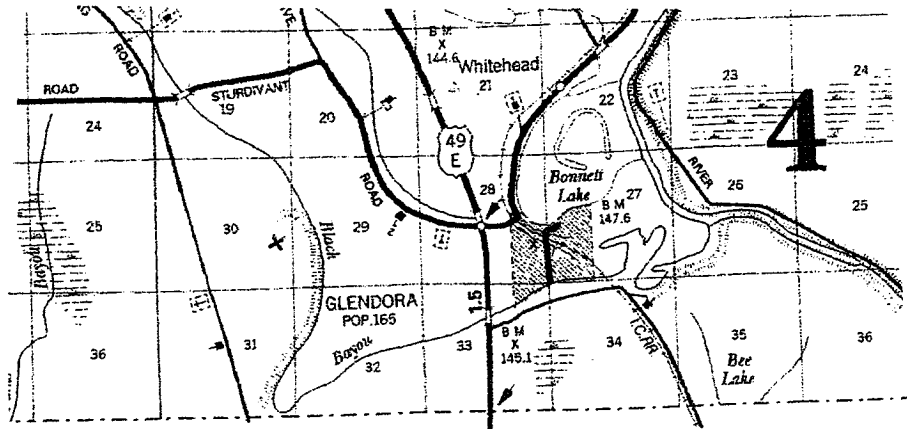 ROAD
B M
X
144.6
Whitehead
21
22
23
24
4
ROAD
STURDIVANT
19
20
24
49
E
ROAD
28
Bonnett
Lake
27
B M
147.6
RIVER
26
25
25
Bayou
30
29
Black
GLENDORA
POP. 165
1.5
B M
X
145.1
36
31
Bayou
32
33
34
I.C.RR
35
Bee
Lake
36